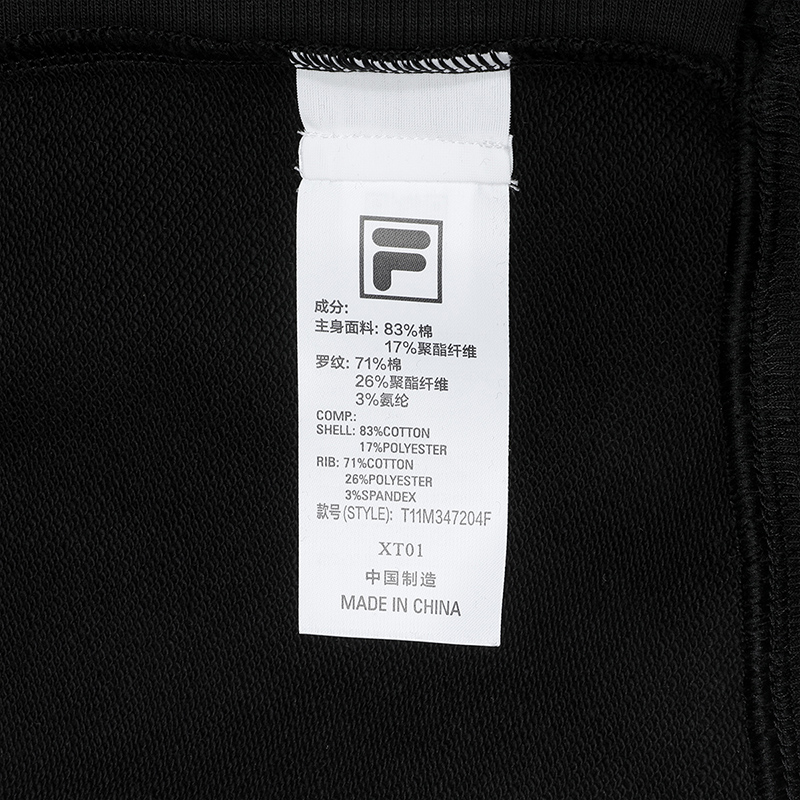 F
成分:
主身面料: 83%棉
17%聚酯纤维
罗纹: 71%棉
26%聚酯纤维
3%氨纶
COMP.:
SHELL: 83%COTTON
17%POLYESTER
RIB: 71%COTTON
26%POLYESTER
3%SPANDEX
款号(STYLE): T11M347204F
XT01
中国制造
MADE IN CHINA